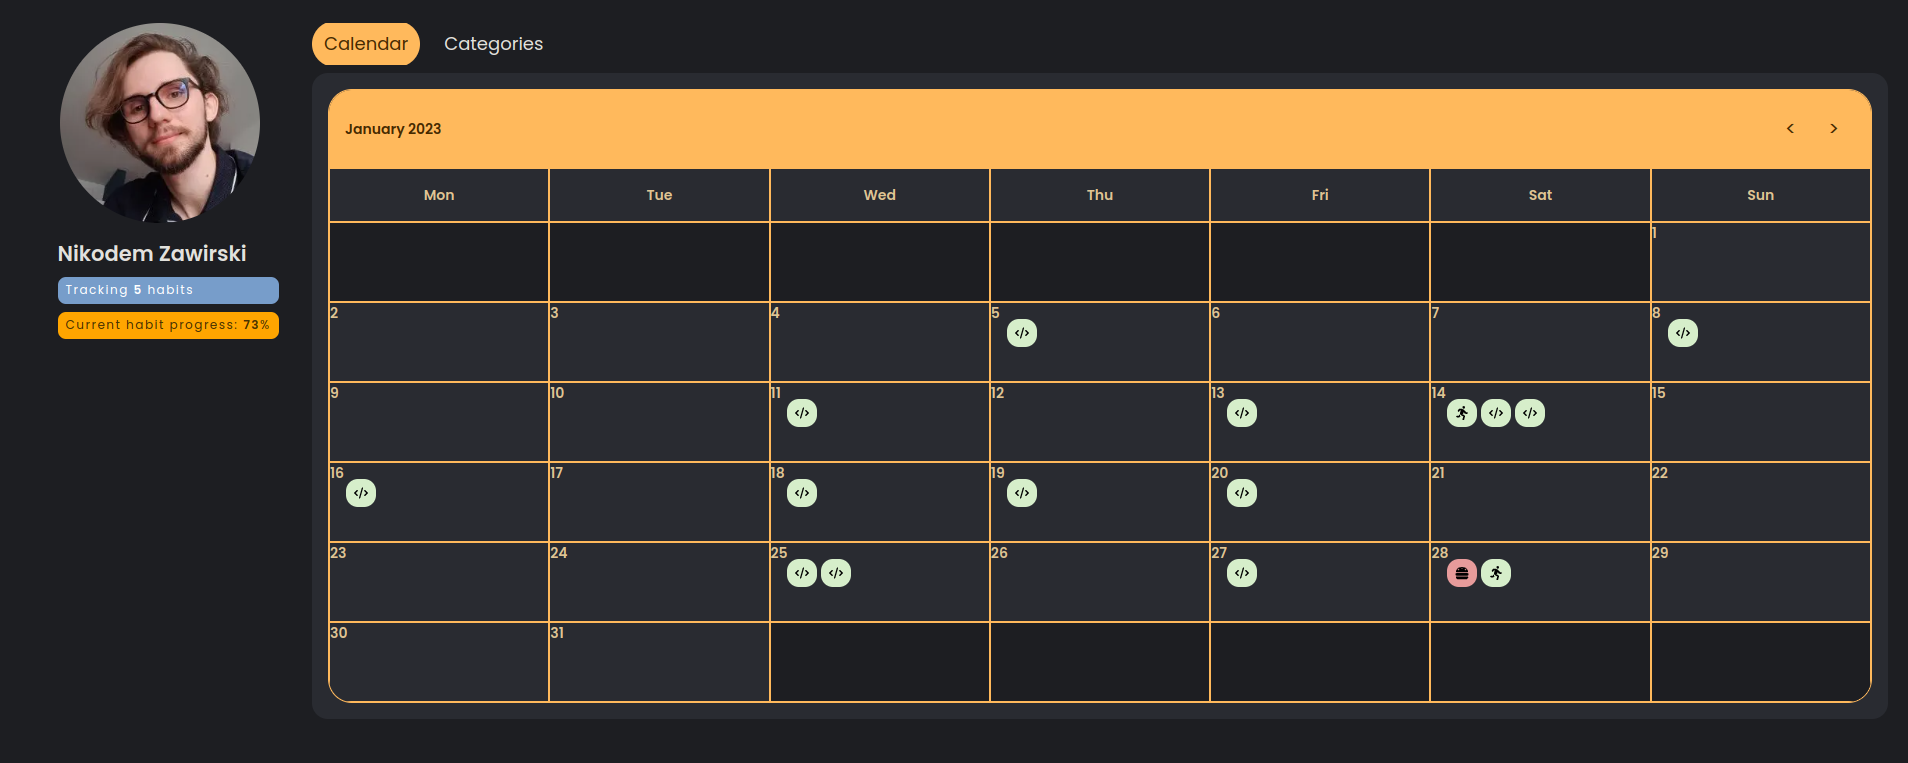 Calendar Categories
January 2023 < >
Mon Tue Wed Thu Fri Sat Sun
Nikodem Zawirski
Tracking 5 habits
Current habit progress: 73%
1
2 3 4 5 6 7 8
</> </>
9 10 11 12 13 14 15
</> </> </> </>
16 17 18 19 20 21 22
</> </> </> </>
23 24 25 26 27 28 29
</> </> </>
30 31